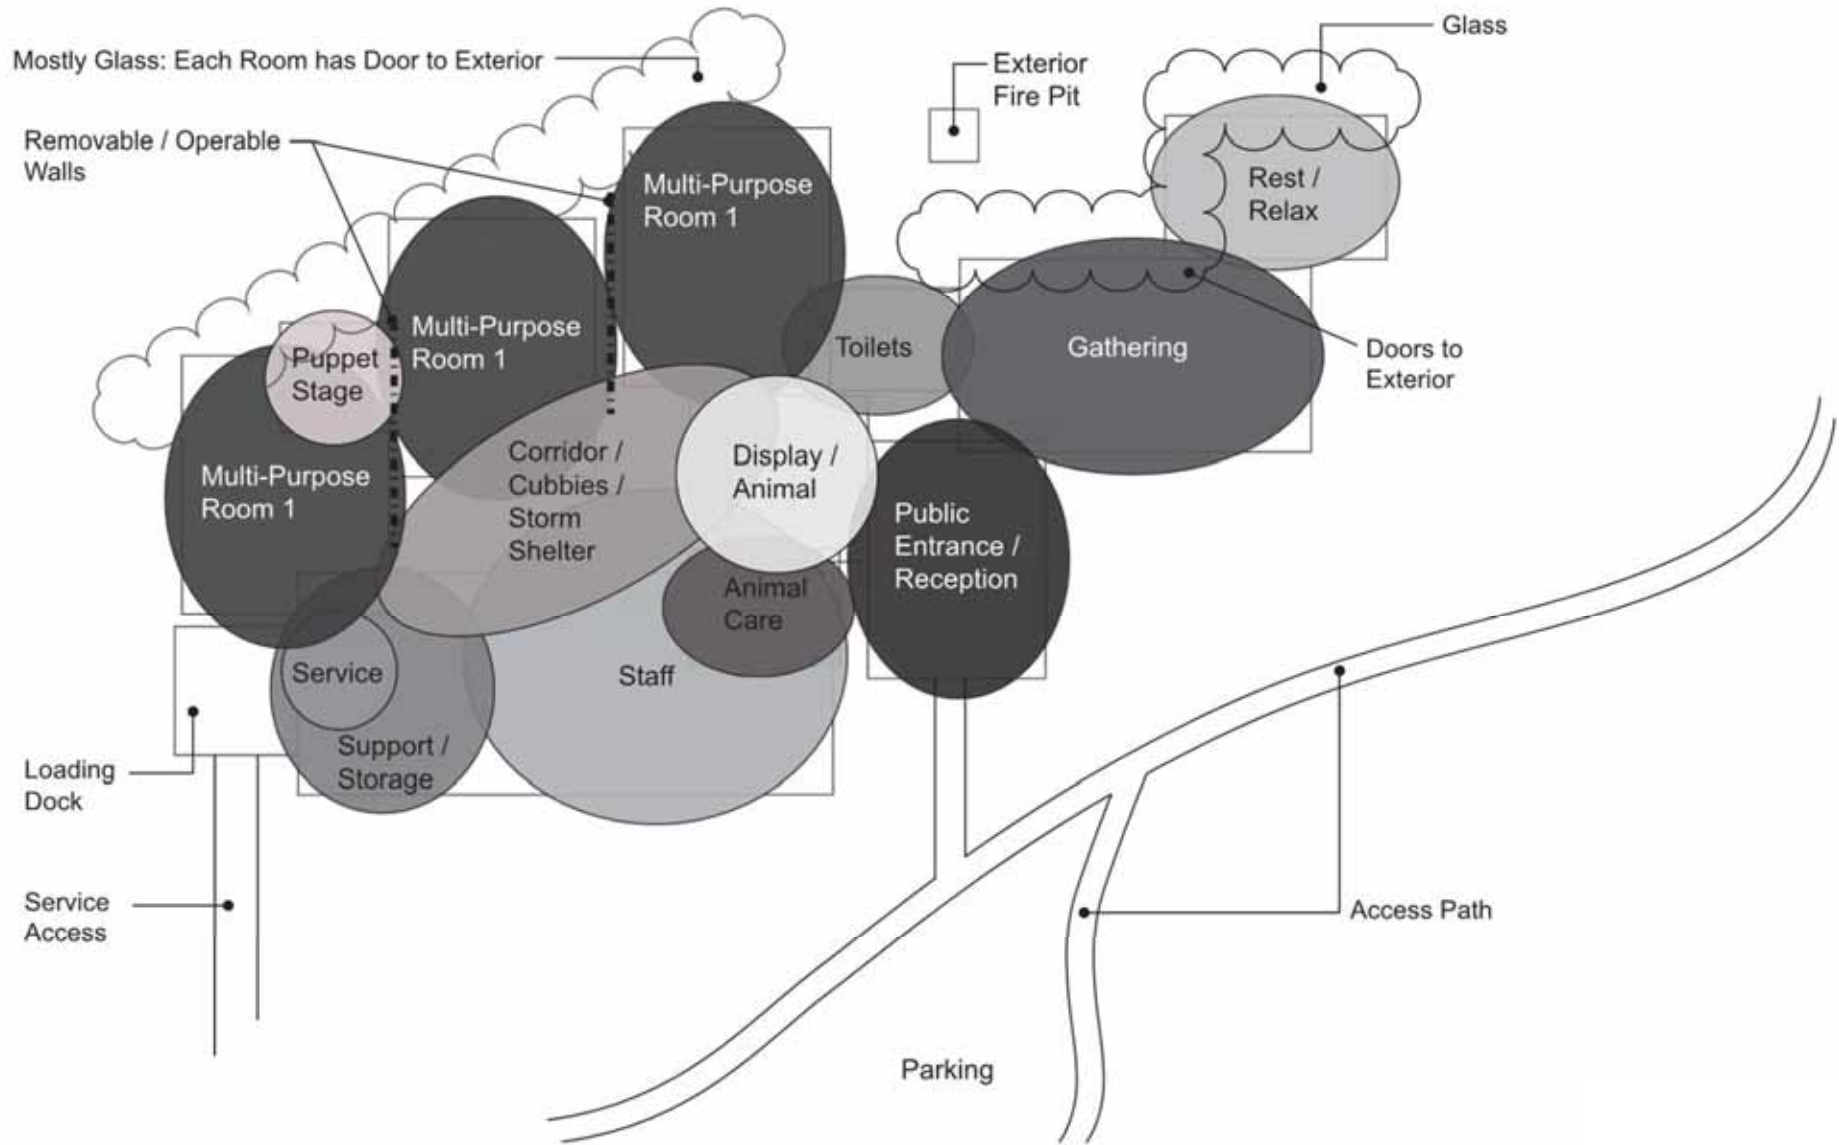 Mostly Glass: Each Room has Door to Exterior
Removable / Operable
Walls
Exterior
Fire Pit
Glass
Multi-Purpose
Room 1
Rest /
Relax
Multi-Purpose
Room 1
Puppet
Stage
Toilets
Gathering
Doors to
Exterior
Multi-Purpose
Room 1
Corridor /
Cubbies /
Storm
Shelter
Display /
Animal
Public
Entrance /
Reception
Animal
Care
Service
Staff
Support /
Storage
Loading
Dock
Service
Access
Access Path
Parking